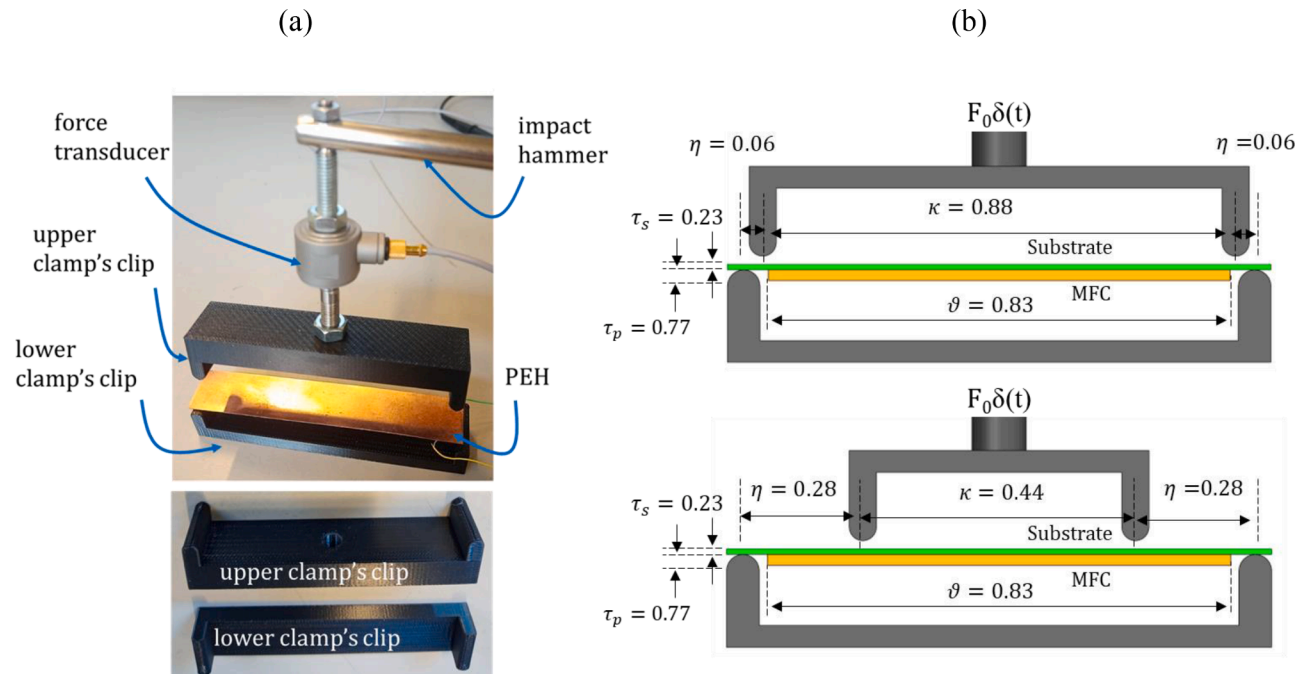 (a)
(b)
force
transducer
impact
hammer
upper
clamp's clip
lower
clamp's clip
PEH
upper clamp's clip
lower clamp's clip
F₀δ(t)
η = 0.06
η = 0.06
κ = 0.88
τₛ = 0.23
Substrate
MFC
ϑ = 0.83
τₚ = 0.77
F₀δ(t)
η = 0.28
κ = 0.44
η =0.28
τₛ = 0.23
Substrate
MFC
ϑ = 0.83
τₚ = 0.77